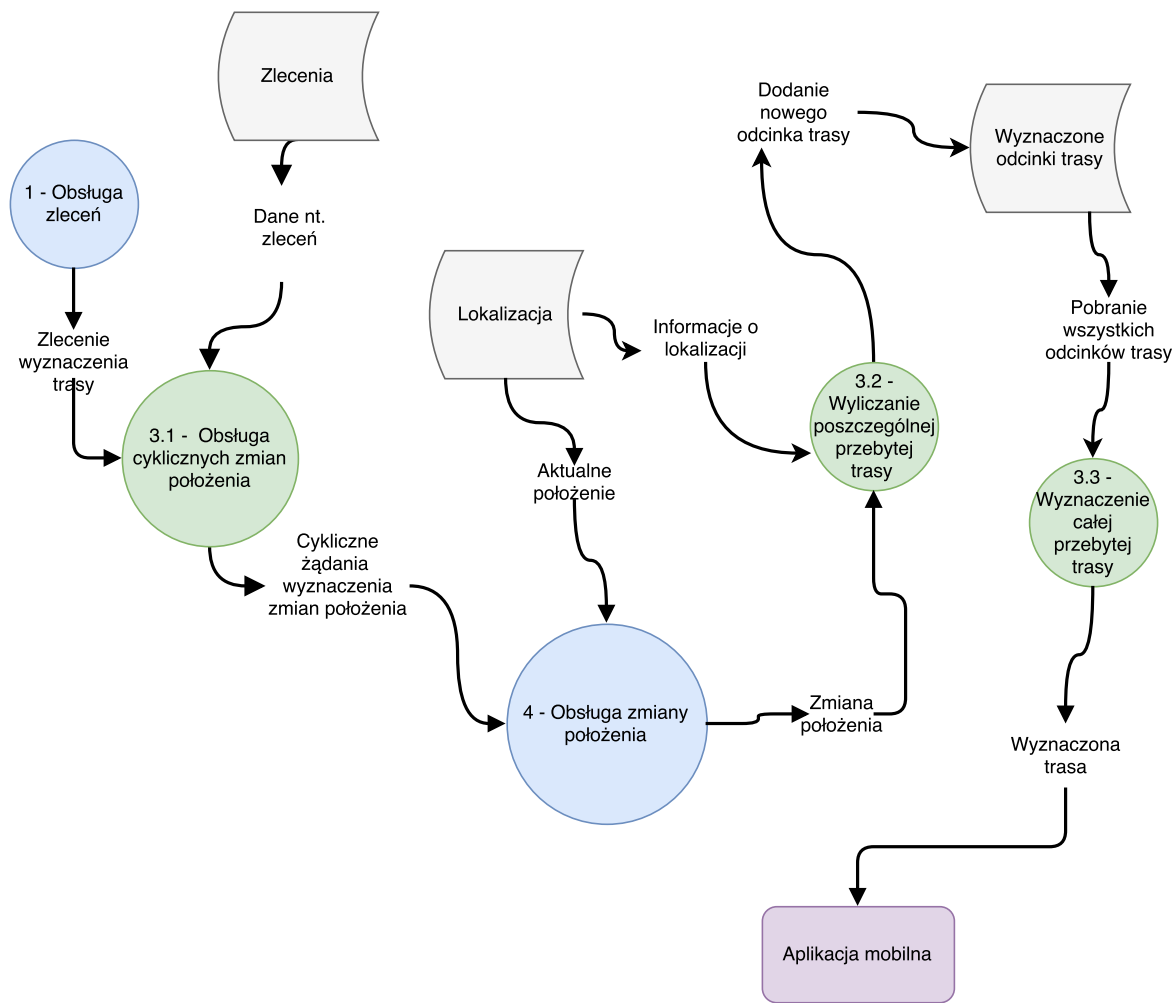 Zlecenia
1 - Obsługa
zleceń
Dane nt.
zleceń
Zlecenie
wyznaczenia
trasy
3.1 -  Obsługa
cyklicznych zmian
położenia
Cykliczne
żądania
wyznaczenia
zmian położenia
Lokalizacja
Informacje o
lokalizacji
Aktualne
położenie
4 - Obsługa zmiany
położenia
Zmiana
położenia
3.2 -
Wyliczanie
poszczególnej
przebytej
trasy
Dodanie
nowego
odcinka trasy
Wyznaczone
odcinki trasy
Pobranie
wszystkich
odcinków trasy
3.3 -
Wyznaczenie
całej
przebytej
trasy
Wyznaczona
trasa
Aplikacja mobilna